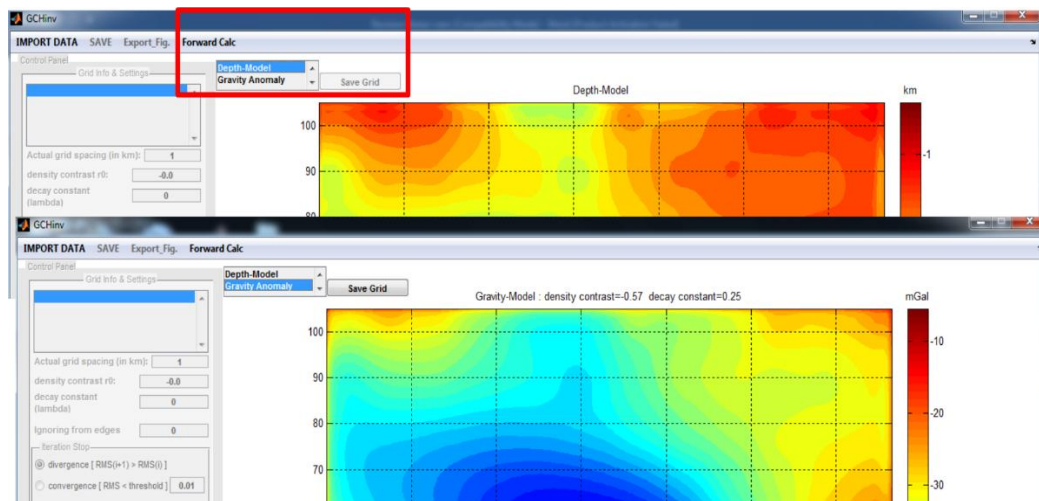 GCHinv
IMPORT DATA SAVE Export_Fig. Forward Calc
Control Panel
Grid Info & Settings
Depth-Model
Gravity Anomaly
Save Grid
Depth-Model
km
100
90
80
-1
Actual grid spacing (in km): 1
density contrast r0: -0.0
decay constant
(lambda) 0
GCHinv
IMPORT DATA SAVE Export_Fig. Forward Calc
Control Panel
Grid Info & Settings
Depth-Model
Gravity Anomaly
Save Grid
Gravity-Model : density contrast=-0.57 decay constant=0.25
mGal
100
90
80
70
-10
-20
-30
Actual grid spacing (in km): 1
density contrast r0: -0.0
decay constant
(lambda) 0
Ignoring from edges 0
Iteration Stop
divergence [ RMS(i+1) > RMS(i) ]
convergence [ RMS < threshold ] 0.01